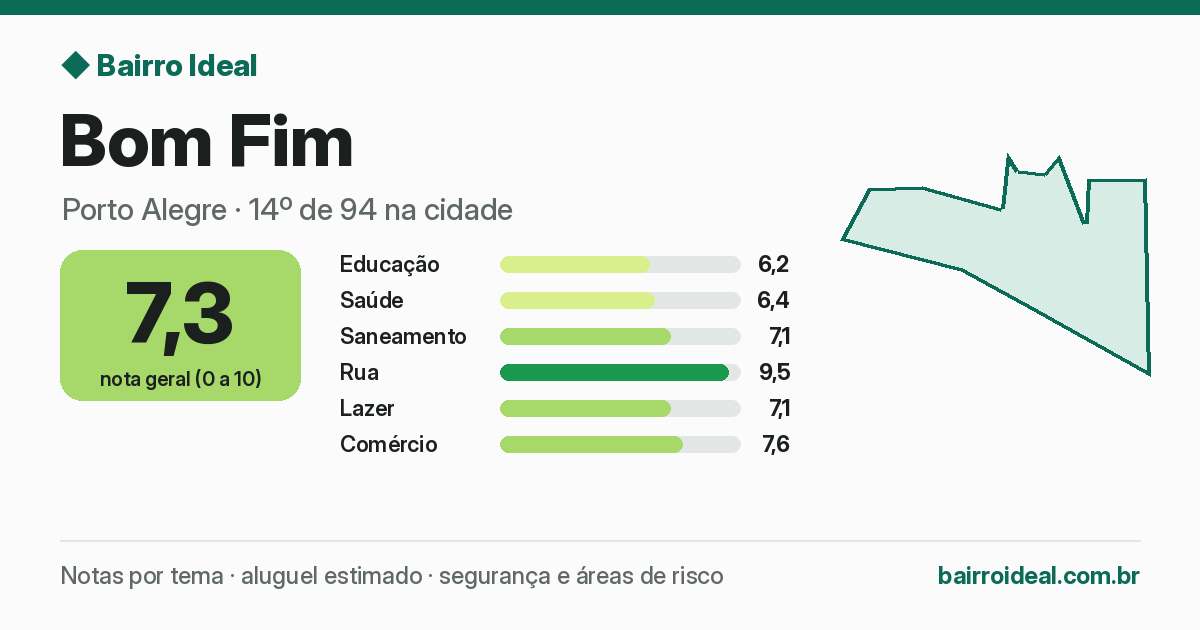 Bairro Ideal
Bom Fim
Porto Alegre · 14º de 94 na cidade
7,3
nota geral (0 a 10)
Educação 6,2
Saúde 6,4
Saneamento 7,1
Rua 9,5
Lazer 7,1
Comércio 7,6
Notas por tema · aluguel estimado · segurança e áreas de risco
bairroideal.com.br